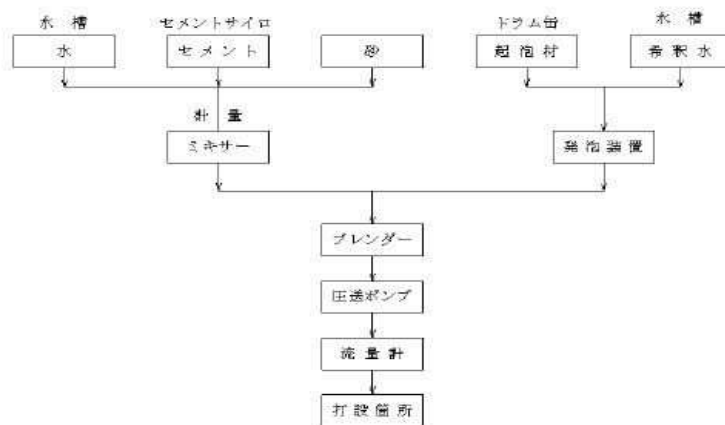 水槽
セメントサイロ
ドラム缶
水槽
水
セメント
砂
起泡材
希釈水
計量
ミキサー
発泡装置
ブレンダー
圧送ポンプ
流量計
打設箇所